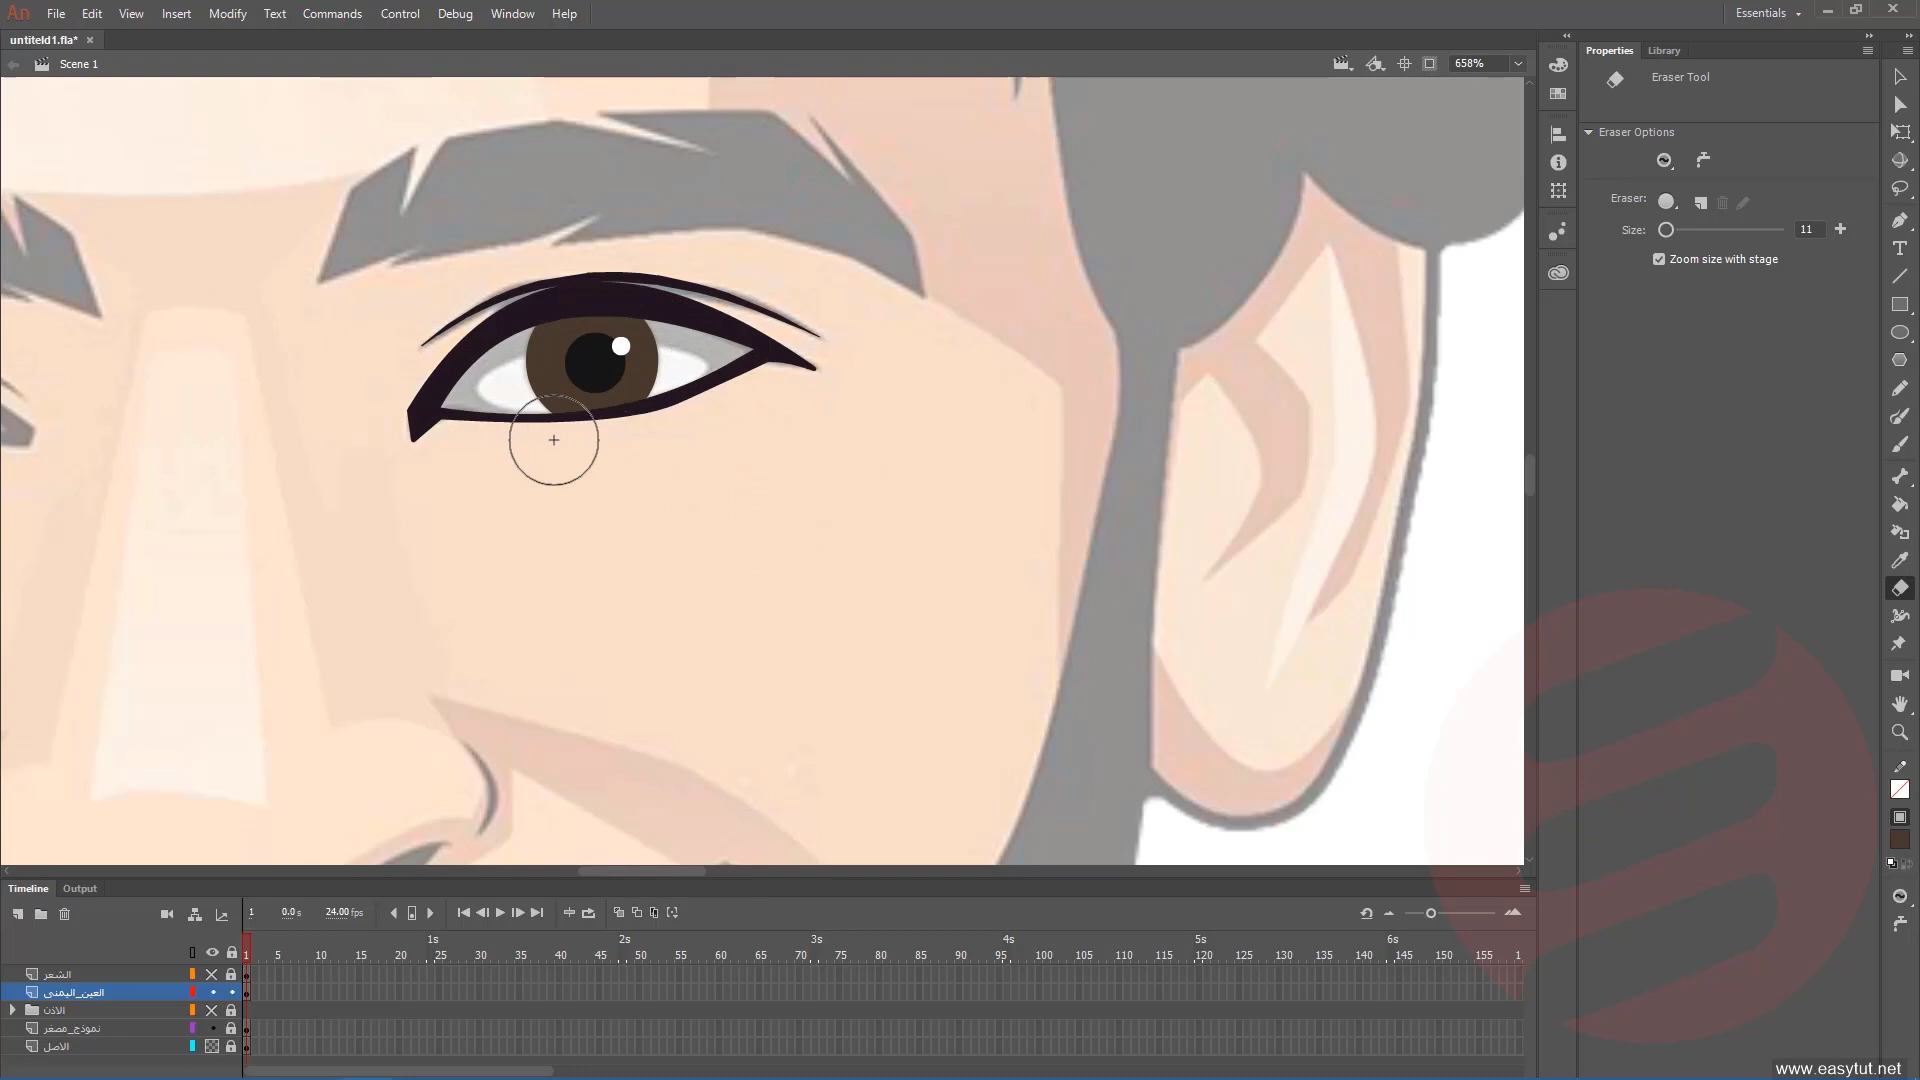 An File Edit View Insert Modify Text Commands Control Debug Window Help Essentials
untiteld1.fla* ×
Scene 1 658%
Properties Library
Eraser Tool
Eraser Options
Eraser:
Size: 11
Zoom size with stage
Timeline Output
1 0.0 s 24.00 fps
1s 2s 3s 4s 5s 6s
1 5 10 15 20 25 30 35 40 45 50 55 60 65 70 75 80 85 90 95 100 105 110 115 120 125 130 135 140 145 150 155 1
الشعر
العين_اليمنى
الاذن
نموذج_مصغر
الاصل
www.easytut.net